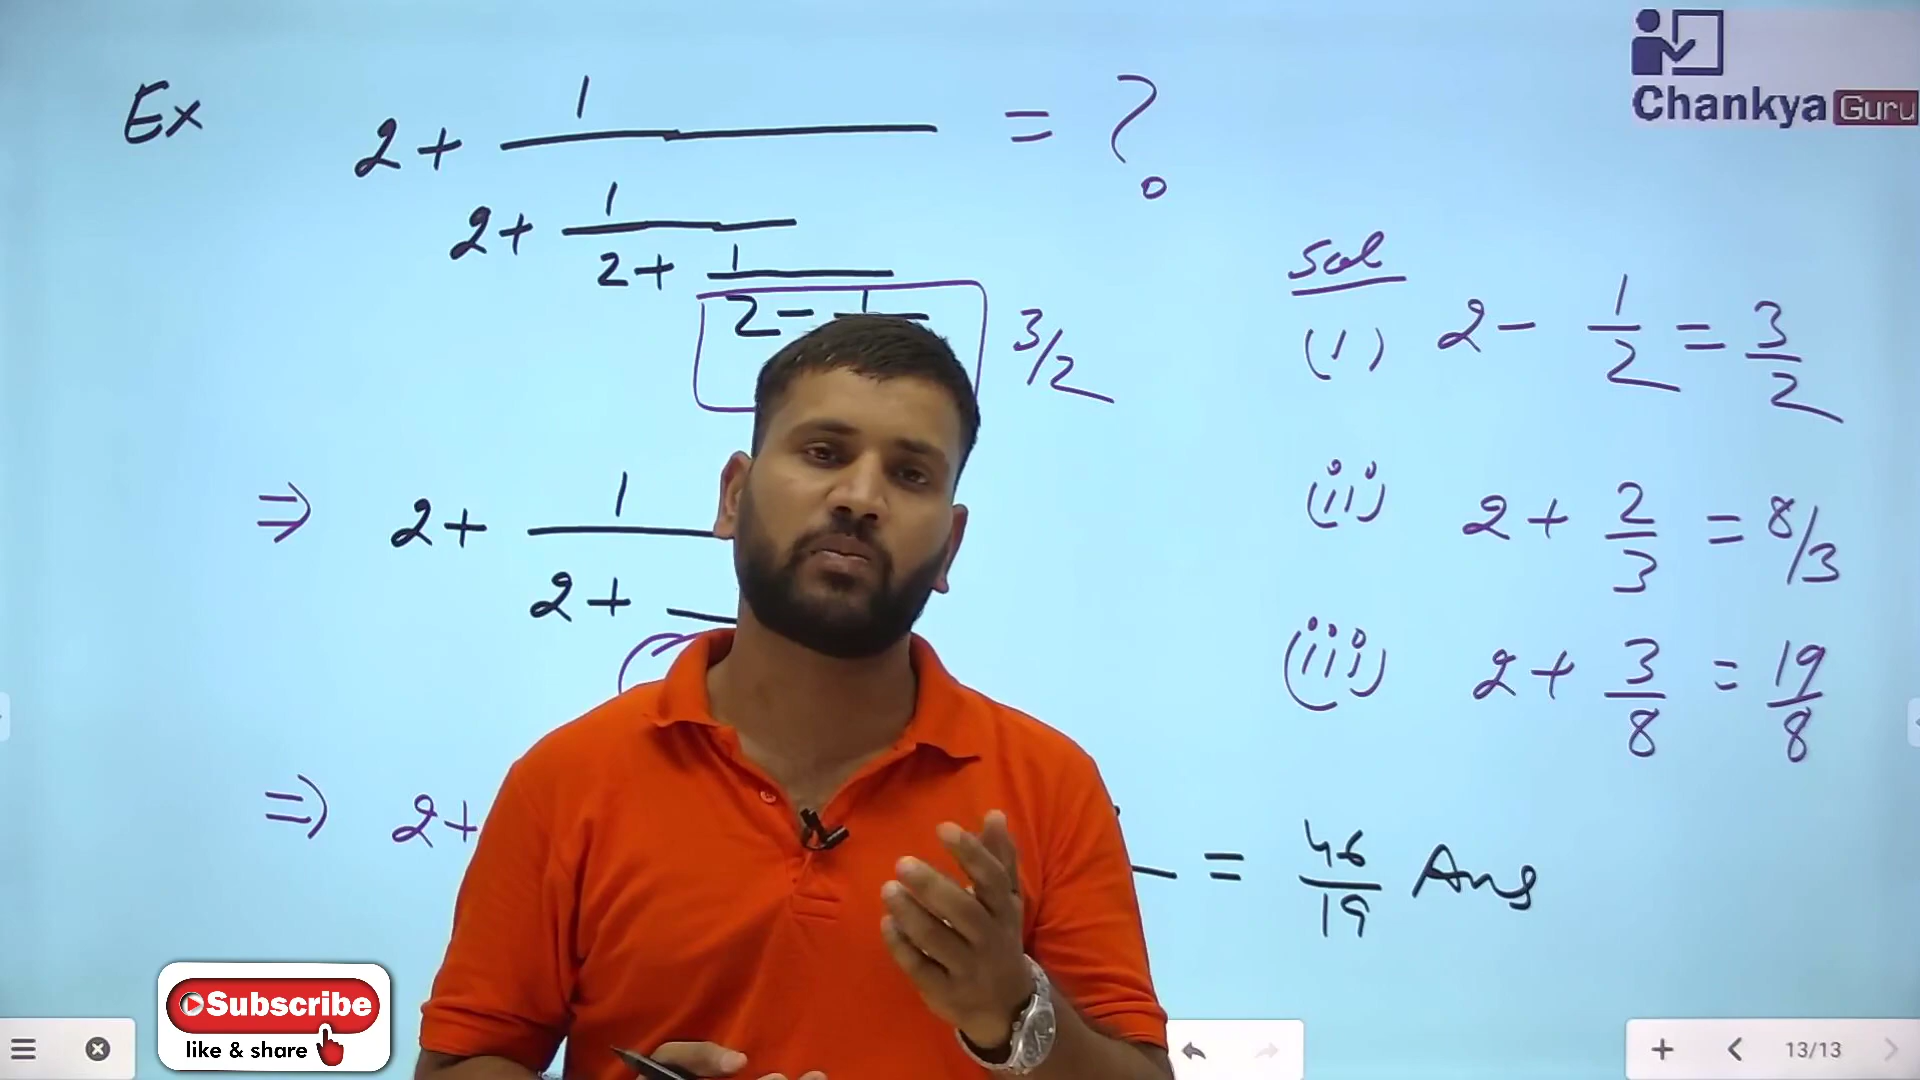 Chankya Guru
Ex 2 + 1 = ?
2 + 1
2 + 1
2 - 1
3/2
⇒ 2 + 1
2 +
⇒ 2+
Sol
(1) 2 - 1/2 = 3/2
(ii) 2 + 2/3 = 8/3
(iii) 2 + 3/8 = 19/8
= 46/19 Ans
Subscribe
like & share
13/13